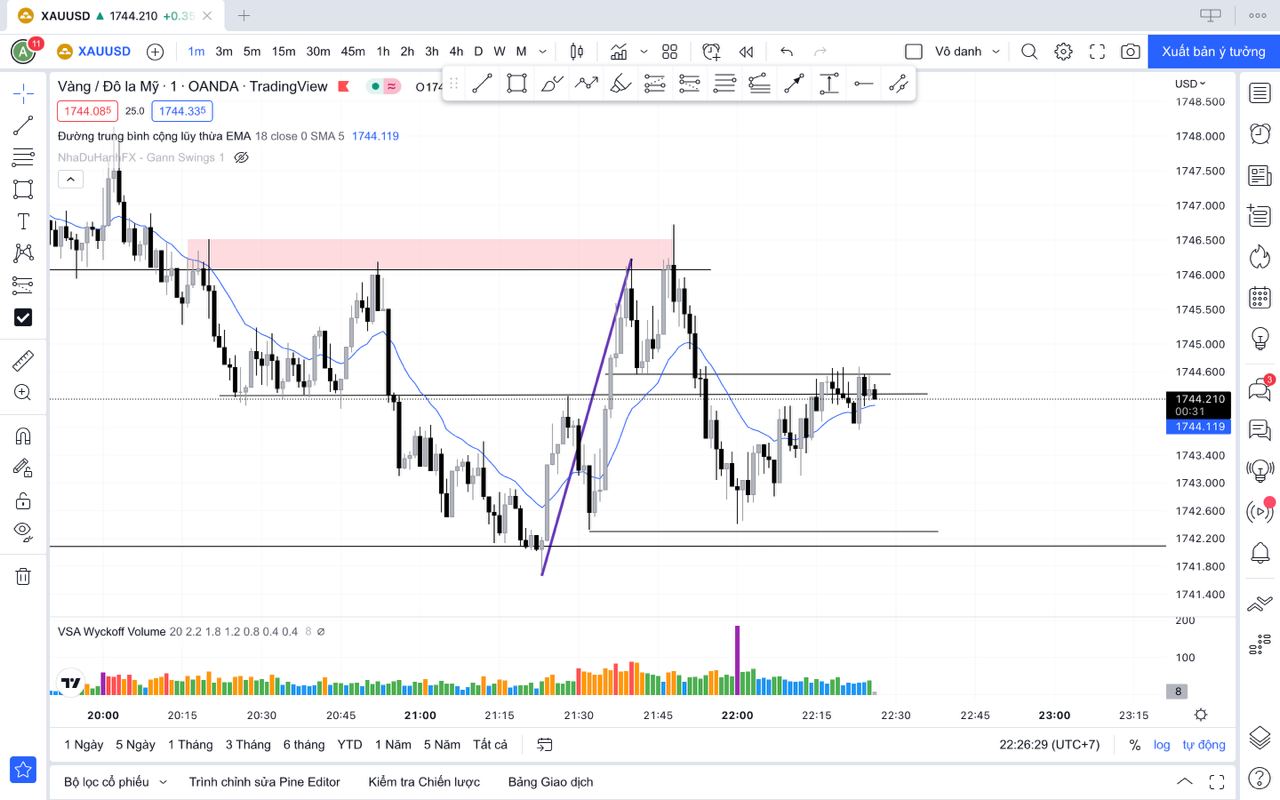 XAUUSD ▲ 1744.210 +0.35
A 11 XAUUSD 1m 3m 5m 15m 30m 45m 1h 2h 3h 4h D W M Vô danh Xuất bản ý tưởng
Vàng / Đô la Mỹ · 1 · OANDA · TradingView O174
USD
1744.085 25.0 1744.335
Đường trung bình cộng lũy thừa EMA 18 close 0 SMA 5 1744.119
NhaDuHanhFX - Gann Swings 1
1748.500
1748.000
1747.500
1747.000
1746.500
1746.000
1745.500
1745.000
1744.600
1744.210
00:31
1744.119
1743.400
1743.000
1742.600
1742.200
1741.800
1741.400
3
VSA Wyckoff Volume 20 2.2 1.8 1.2 0.8 0.4 0.4 8 ∅
200
100
8
20:00 20:15 20:30 20:45 21:00 21:15 21:30 21:45 22:00 22:15 22:30 22:45 23:00 23:15
1 Ngày 5 Ngày 1 Tháng 3 Tháng 6 tháng YTD 1 Năm 5 Năm Tất cả 22:26:29 (UTC+7) % log tự động
Bộ lọc cổ phiếu Trình chỉnh sửa Pine Editor Kiểm tra Chiến lược Bảng Giao dịch